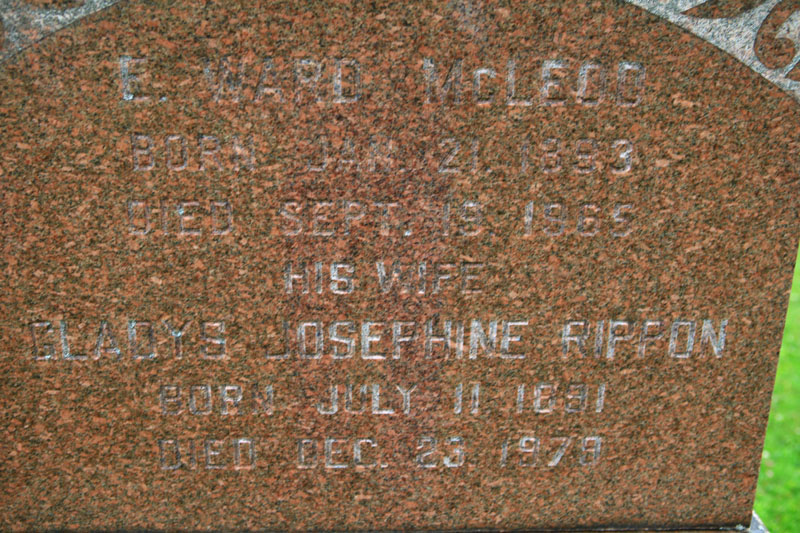 E. WARD McLEOD
BORN JAN. 21, 1893
DIED SEPT. 19, 1965
HIS WIFE
GLADYS JOSEPHINE RIPPON
BORN JULY 11 1891
DIED DEC. 23 1978